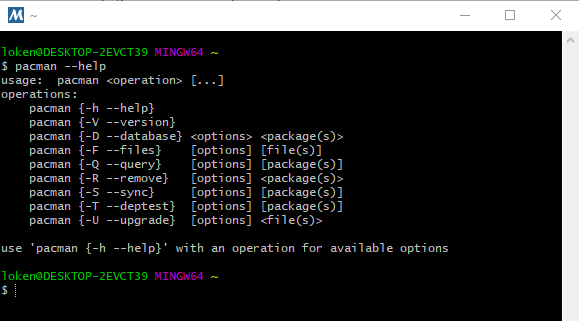 M ~
loken@DESKTOP-2EVCT39 MINGW64 ~
$ pacman --help
usage:  pacman <operation> [...]
operations:
    pacman {-h --help}
    pacman {-V --version}
    pacman {-D --database} <options> <package(s)>
    pacman {-F --files}    [options] [file(s)]
    pacman {-Q --query}    [options] [package(s)]
    pacman {-R --remove}   [options] <package(s)>
    pacman {-S --sync}     [options] [package(s)]
    pacman {-T --deptest}  [options] [package(s)]
    pacman {-U --upgrade}  [options] <file(s)>
use 'pacman {-h --help}' with an operation for available options
loken@DESKTOP-2EVCT39 MINGW64 ~
$